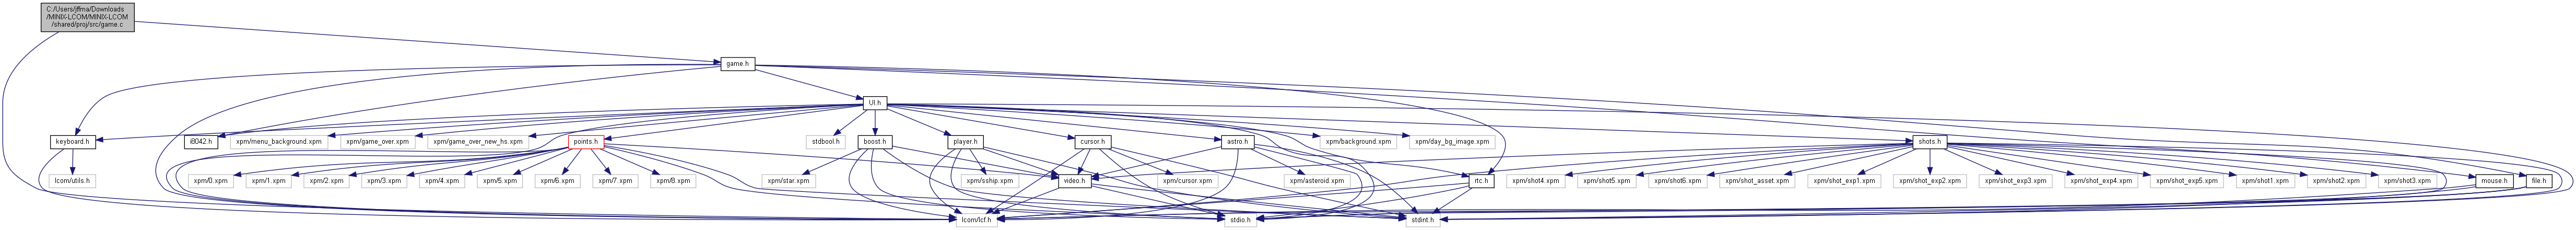 C:/Users/jffma/Downloads
/MINIX-LCOM/MINIX-LCOM
/shared/proj/src/game.c
game.h
UI.h
keyboard.h
i8042.h
xpm/menu_background.xpm
xpm/game_over.xpm
xpm/game_over_new_hs.xpm
points.h
stdbool.h
boost.h
player.h
cursor.h
astro.h
xpm/background.xpm
xpm/day_bg_image.xpm
shots.h
lcom/utils.h
xpm/0.xpm
xpm/1.xpm
xpm/2.xpm
xpm/3.xpm
xpm/4.xpm
xpm/5.xpm
xpm/6.xpm
xpm/7.xpm
xpm/8.xpm
xpm/star.xpm
xpm/sship.xpm
video.h
xpm/cursor.xpm
xpm/asteroid.xpm
rtc.h
xpm/shot4.xpm
xpm/shot5.xpm
xpm/shot6.xpm
xpm/shot_asset.xpm
xpm/shot_exp1.xpm
xpm/shot_exp2.xpm
xpm/shot_exp3.xpm
xpm/shot_exp4.xpm
xpm/shot_exp5.xpm
xpm/shot1.xpm
xpm/shot2.xpm
xpm/shot3.xpm
mouse.h
file.h
lcom/lcf.h
stdio.h
stdint.h